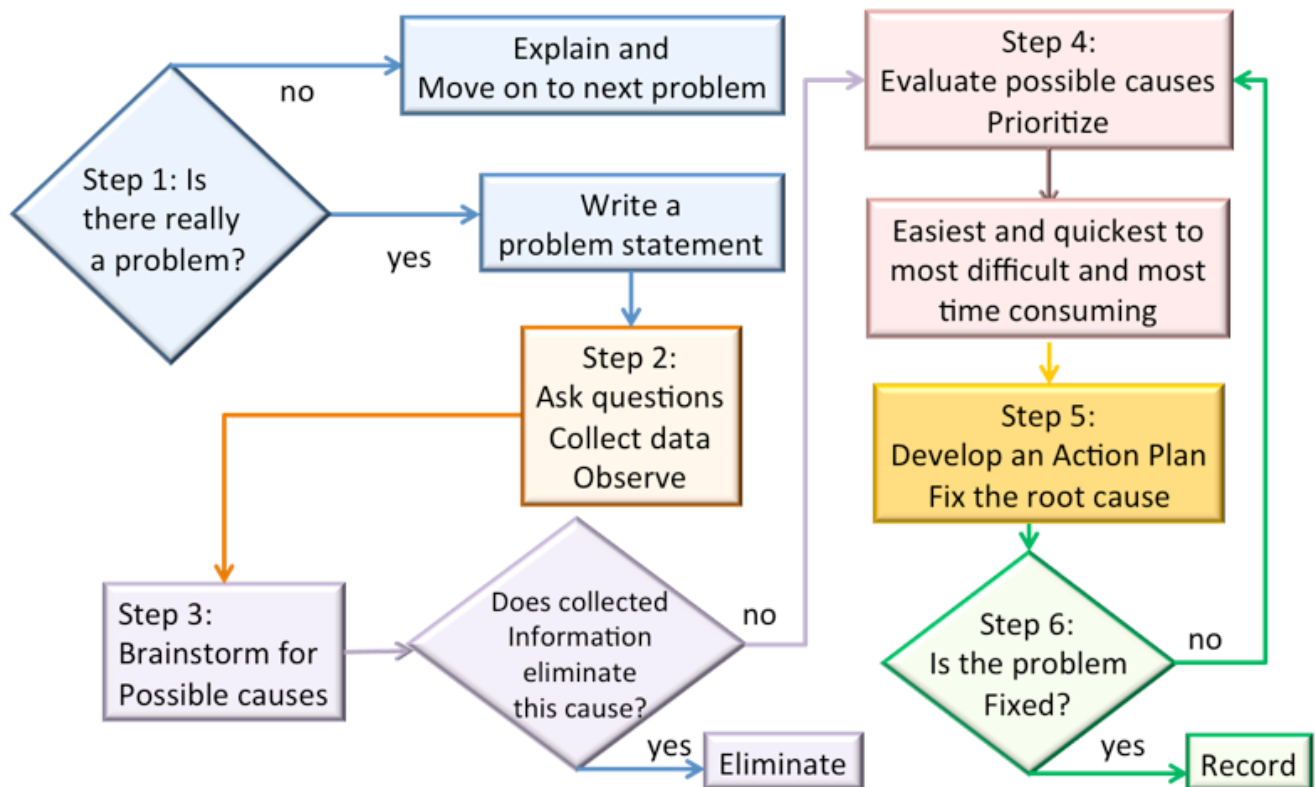 Step 1: Is
there really
a problem?
no
Explain and
Move on to next problem
yes
Write a
problem statement
Step 2:
Ask questions
Collect data
Observe
Step 3:
Brainstorm for
Possible causes
Does collected
Information
eliminate
this cause?
yes
Eliminate
no
Step 4:
Evaluate possible causes
Prioritize
Easiest and quickest to
most difficult and most
time consuming
Step 5:
Develop an Action Plan
Fix the root cause
Step 6:
Is the problem
Fixed?
no
yes
Record